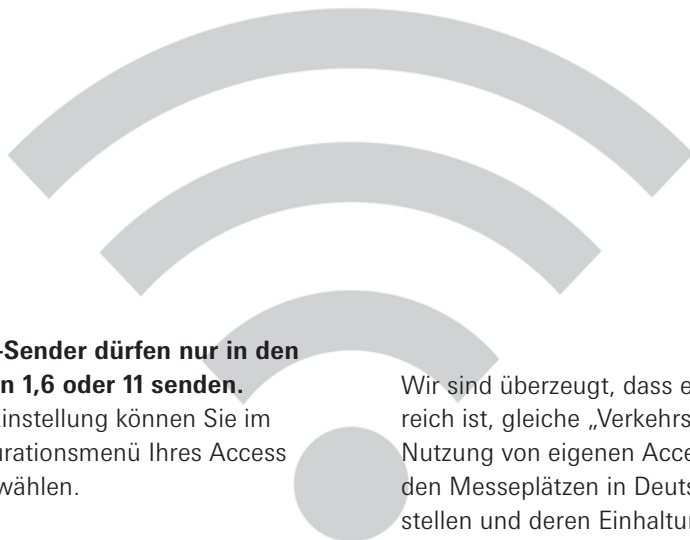 -Sender dürfen nur in den
n 1,6 oder 11 senden.
instellung können Sie im
urationsmenü Ihres Access
wählen.
Wir sind überzeugt, dass e
reich ist, gleiche „Verkehrs
Nutzung von eigenen Acce
den Messeplätzen in Deuts
stellen und deren Einhaltun